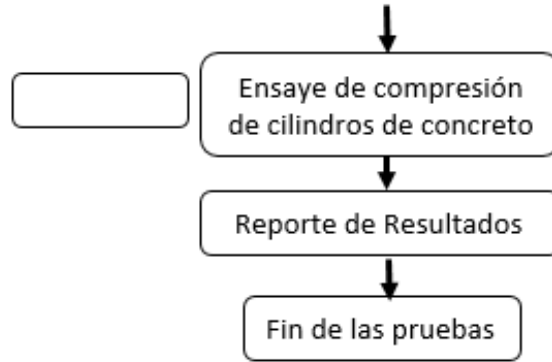 Ensaye de compresión
de cilindros de concreto
Reporte de Resultados
Fin de las pruebas